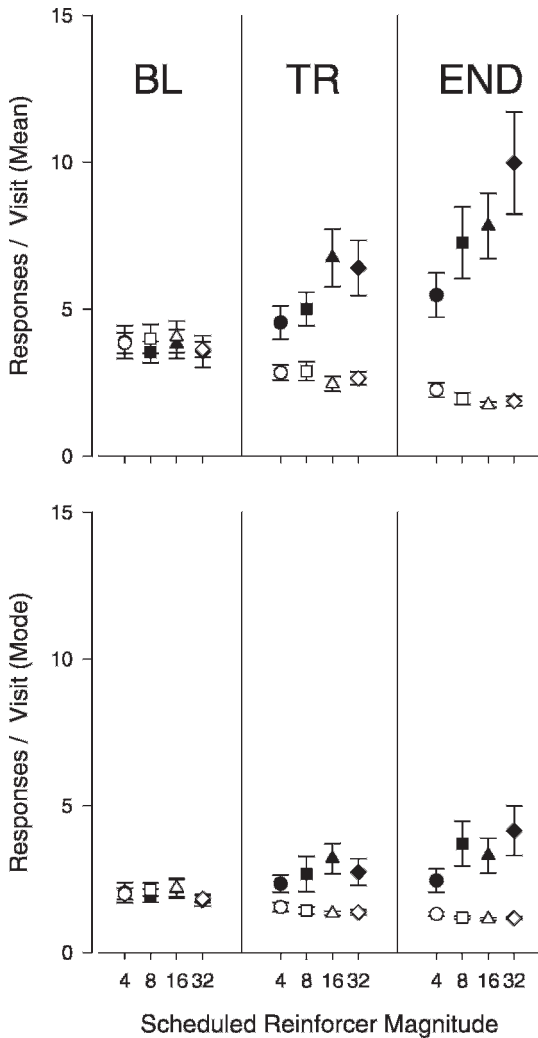 15
BL TR END
10
5
0
Responses / Visit (Mean)
15
10
5
0
Responses / Visit (Mode)
4 8 16 32 4 8 16 32 4 8 16 32
Scheduled Reinforcer Magnitude